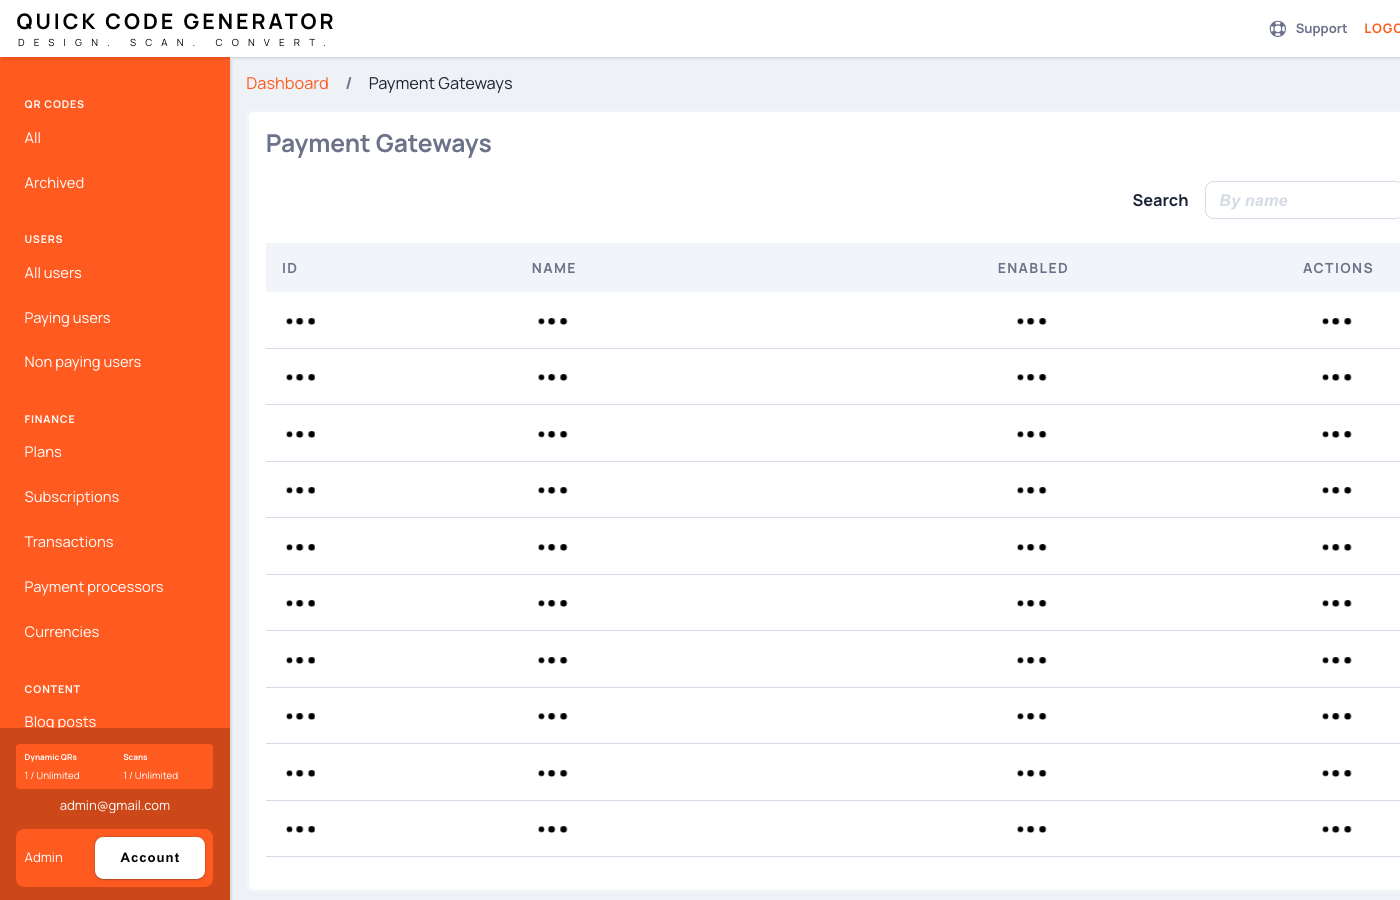 QUICK CODE GENERATOR
DESIGN. SCAN. CONVERT.
Support
LOGO
Dashboard / Payment Gateways
QR CODES
All
Archived
USERS
All users
Paying users
Non paying users
FINANCE
Plans
Subscriptions
Transactions
Payment processors
Currencies
CONTENT
Blog posts
Dynamic QRs Scans
1 / Unlimited 1 / Unlimited
admin@gmail.com
Admin Account
Payment Gateways
Search By name
ID NAME ENABLED ACTIONS